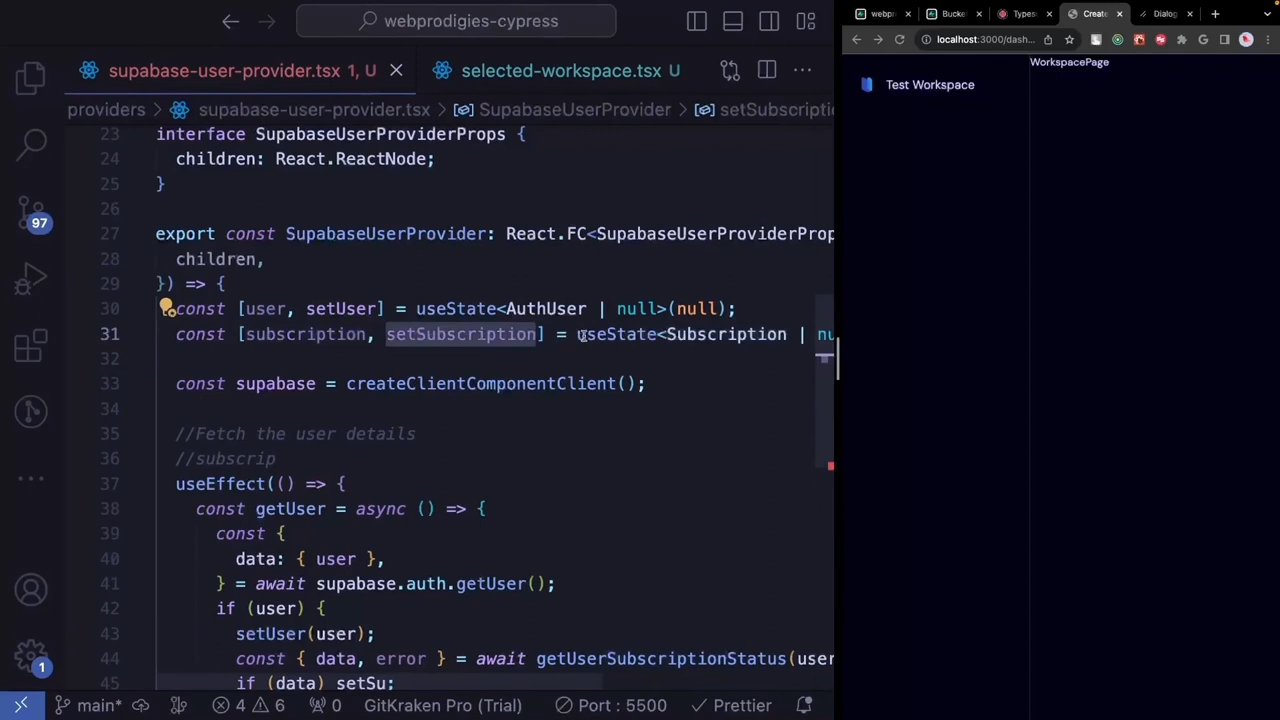 webprodigies-cypress
supabase-user-provider.tsx 1, U
selected-workspace.tsx U
providers > supabase-user-provider.tsx > SupabaseUserProvider > setSubscripti
23 interface SupabaseUserProviderProps {
24 children: React.ReactNode;
25 }
26
27 export const SupabaseUserProvider: React.FC<SupabaseUserProviderProp
28 children,
29 }) => {
30 const [user, setUser] = useState<AuthUser | null>(null);
31 const [subscription, setSubscription] = useState<Subscription | nu
32
33 const supabase = createClientComponentClient();
34
35 //Fetch the user details
36 //subscrip
37 useEffect(() => {
38 const getUser = async () => {
39 const {
40 data: { user },
41 } = await supabase.auth.getUser();
42 if (user) {
43 setUser(user);
44 const { data, error } = await getUserSubscriptionStatus(user
45 if (data) setSu;
97
1
main* 4 6 0 GitKraken Pro (Trial) Port : 5500 Prettier
webpr Bucke Types Create Dialog
localhost:3000/dash...
Test Workspace
WorkspacePage